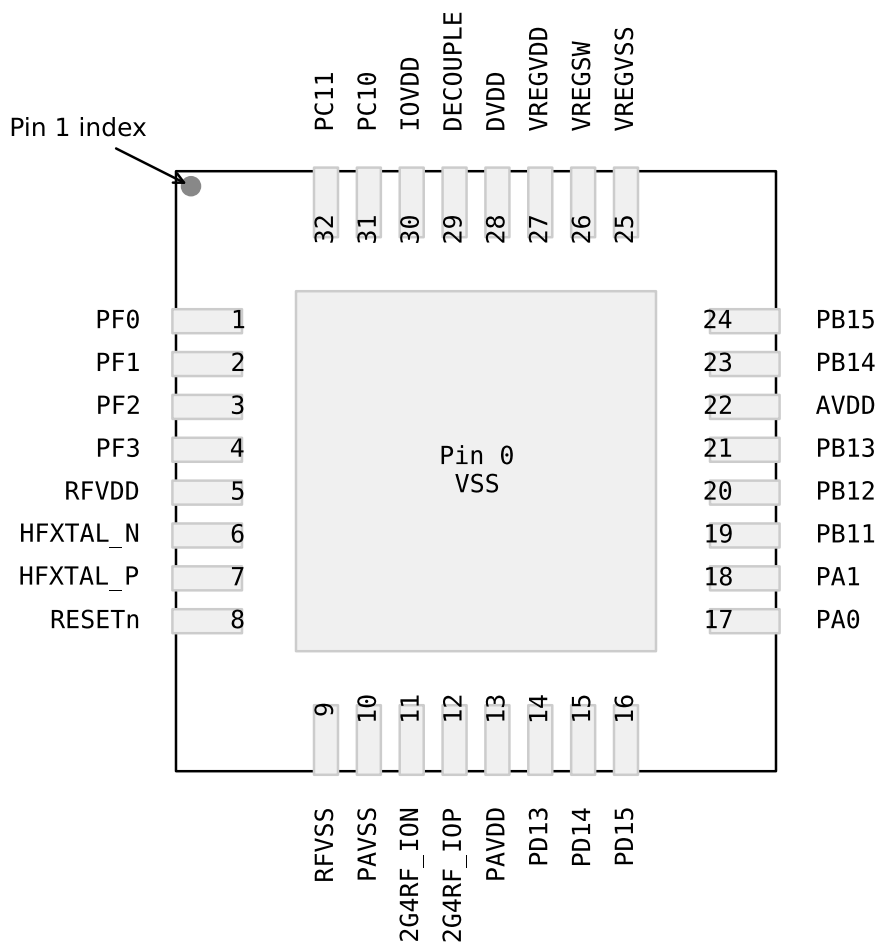 PC11
PC10
IOVDD
DECOUPLE
DVDD
VREGVDD
VREGSW
VREGVSS
Pin 1 index
32
31
30
29
28
27
26
25
PF0 1
24 PB15
PF1 2
23 PB14
PF2 3
22 AVDD
PF3 4
21 PB13
Pin 0
VSS
RFVDD 5
20 PB12
HFXTAL_N 6
19 PB11
HFXTAL_P 7
18 PA1
RESETn 8
17 PA0
9
10
11
12
13
14
15
16
RFVSS
PAVSS
2G4RF_ION
2G4RF_IOP
PAVDD
PD13
PD14
PD15